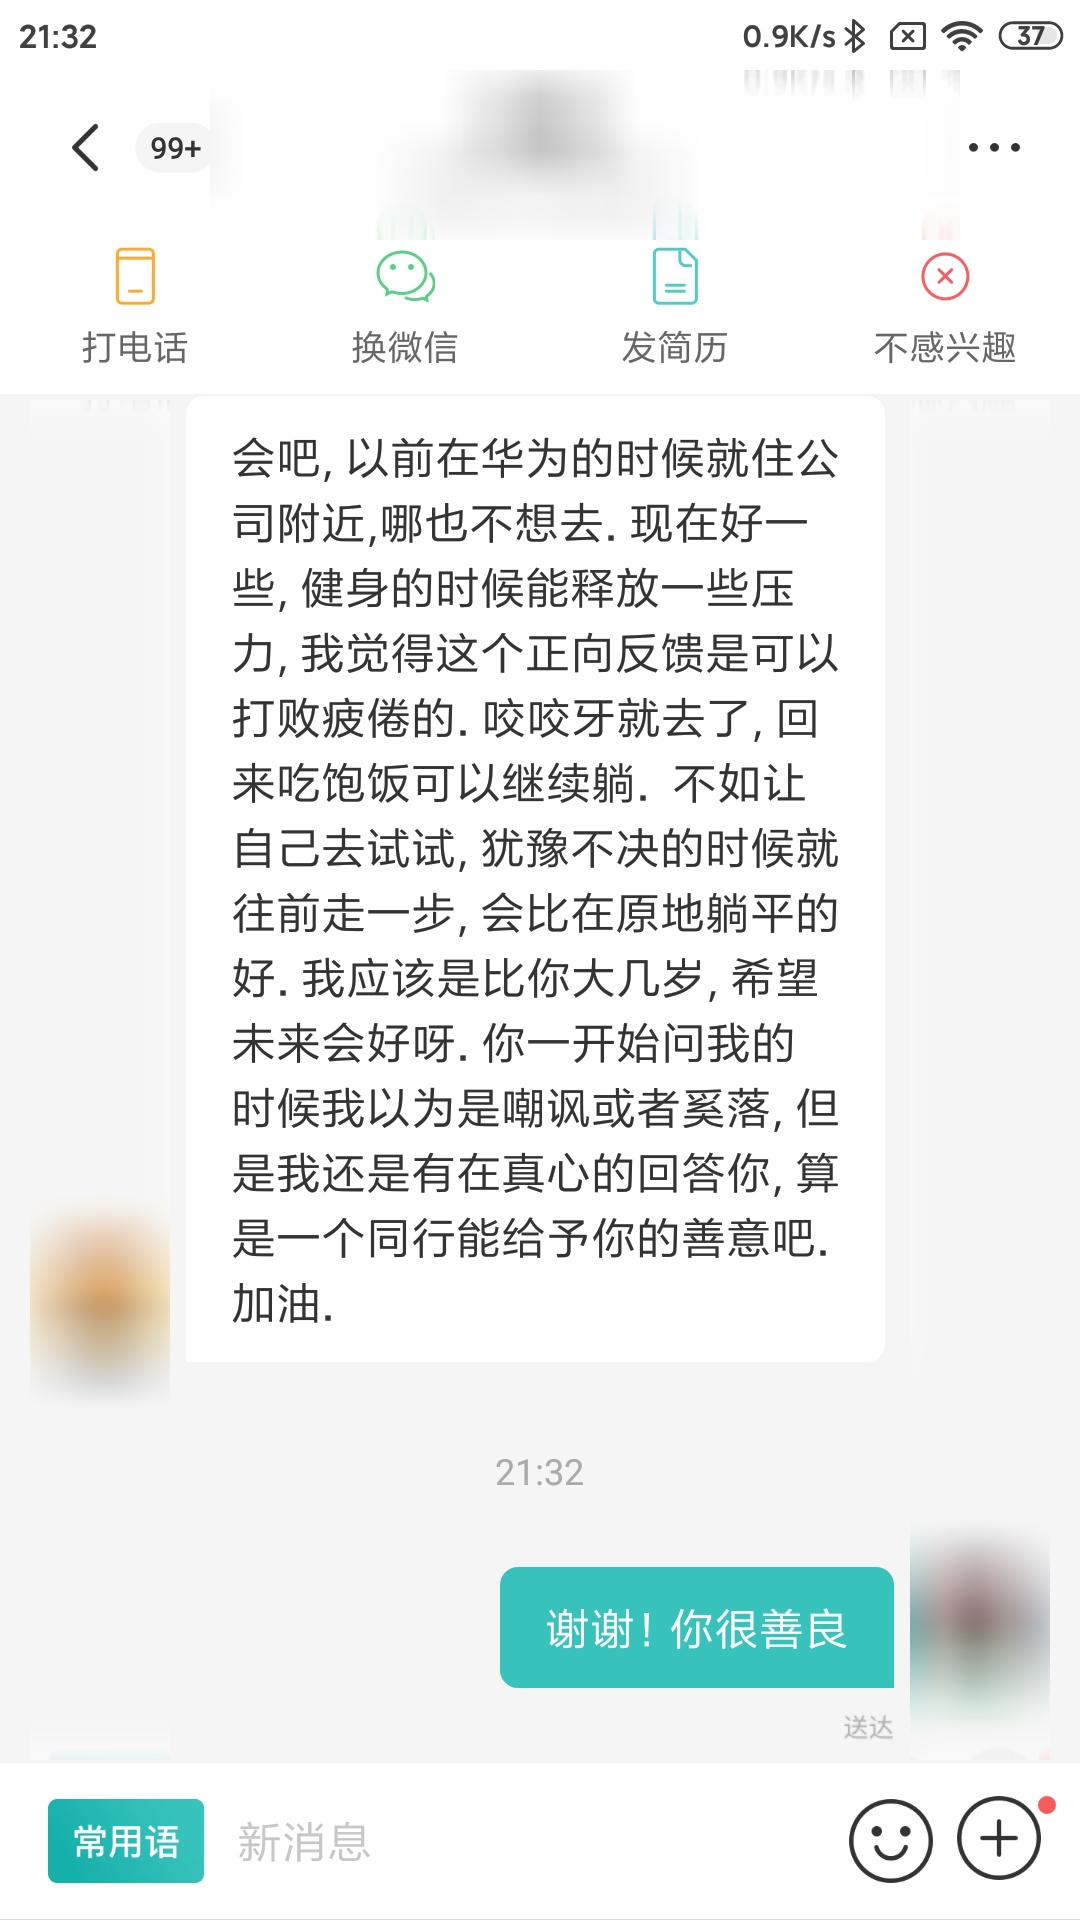 21:32
0.9K/s
37
99+
打电话
换微信
发简历
不感兴趣
会吧, 以前在华为的时候就住公
司附近,哪也不想去. 现在好一
些, 健身的时候能释放一些压
力, 我觉得这个正向反馈是可以
打败疲倦的. 咬咬牙就去了, 回
来吃饱饭可以继续躺. 不如让
自己去试试, 犹豫不决的时候就
往前走一步, 会比在原地躺平的
好. 我应该是比你大几岁, 希望
未来会好呀. 你一开始问我的
时候我以为是嘲讽或者奚落, 但
是我还是有在真心的回答你, 算
是一个同行能给予你的善意吧.
加油.
21:32
谢谢！你很善良
送达
常用语
新消息